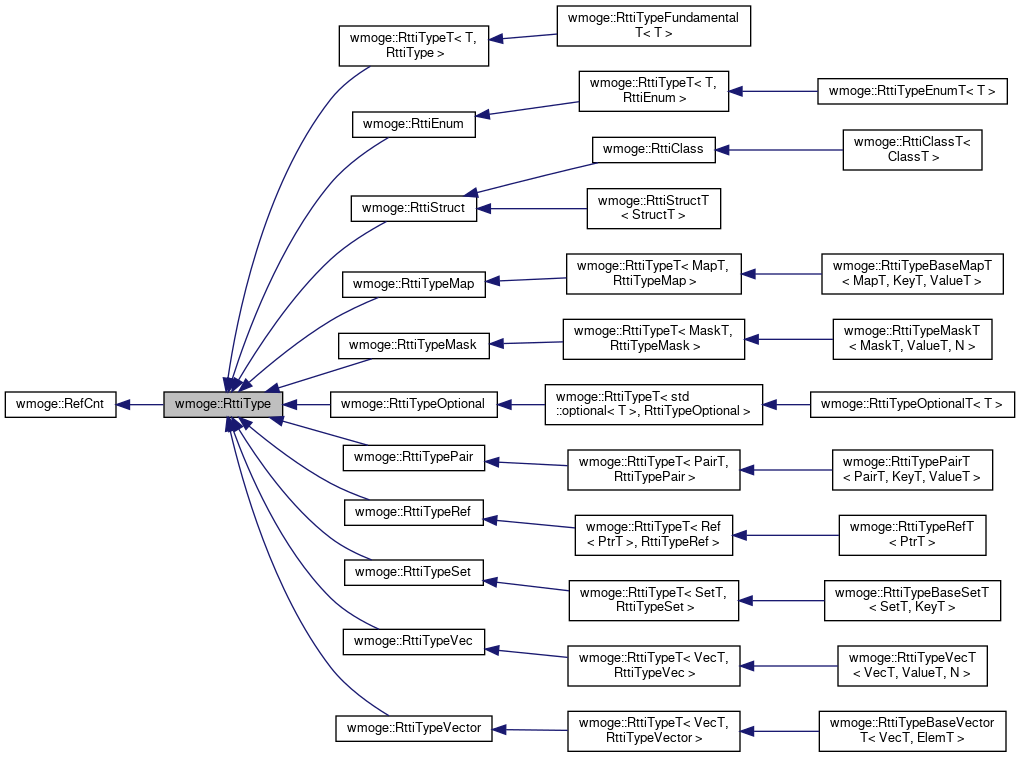 wmoge::RefCnt
wmoge::RttiType
wmoge::RttiTypeT< T,
RttiType >
wmoge::RttiTypeFundamental
T< T >
wmoge::RttiEnum
wmoge::RttiTypeT< T,
RttiEnum >
wmoge::RttiTypeEnumT< T >
wmoge::RttiStruct
wmoge::RttiClass
wmoge::RttiClassT<
ClassT >
wmoge::RttiStructT
< StructT >
wmoge::RttiTypeMap
wmoge::RttiTypeT< MapT,
RttiTypeMap >
wmoge::RttiTypeBaseMapT
< MapT, KeyT, ValueT >
wmoge::RttiTypeMask
wmoge::RttiTypeT< MaskT,
RttiTypeMask >
wmoge::RttiTypeMaskT
< MaskT, ValueT, N >
wmoge::RttiTypeOptional
wmoge::RttiTypeT< std
::optional< T >, RttiTypeOptional >
wmoge::RttiTypeOptionalT< T >
wmoge::RttiTypePair
wmoge::RttiTypeT< PairT,
RttiTypePair >
wmoge::RttiTypePairT
< PairT, KeyT, ValueT >
wmoge::RttiTypeRef
wmoge::RttiTypeT< Ref
< PtrT >, RttiTypeRef >
wmoge::RttiTypeRefT
< PtrT >
wmoge::RttiTypeSet
wmoge::RttiTypeT< SetT,
RttiTypeSet >
wmoge::RttiTypeBaseSetT
< SetT, KeyT >
wmoge::RttiTypeVec
wmoge::RttiTypeT< VecT,
RttiTypeVec >
wmoge::RttiTypeVecT
< VecT, ValueT, N >
wmoge::RttiTypeVector
wmoge::RttiTypeT< VecT,
RttiTypeVector >
wmoge::RttiTypeBaseVector
T< VecT, ElemT >